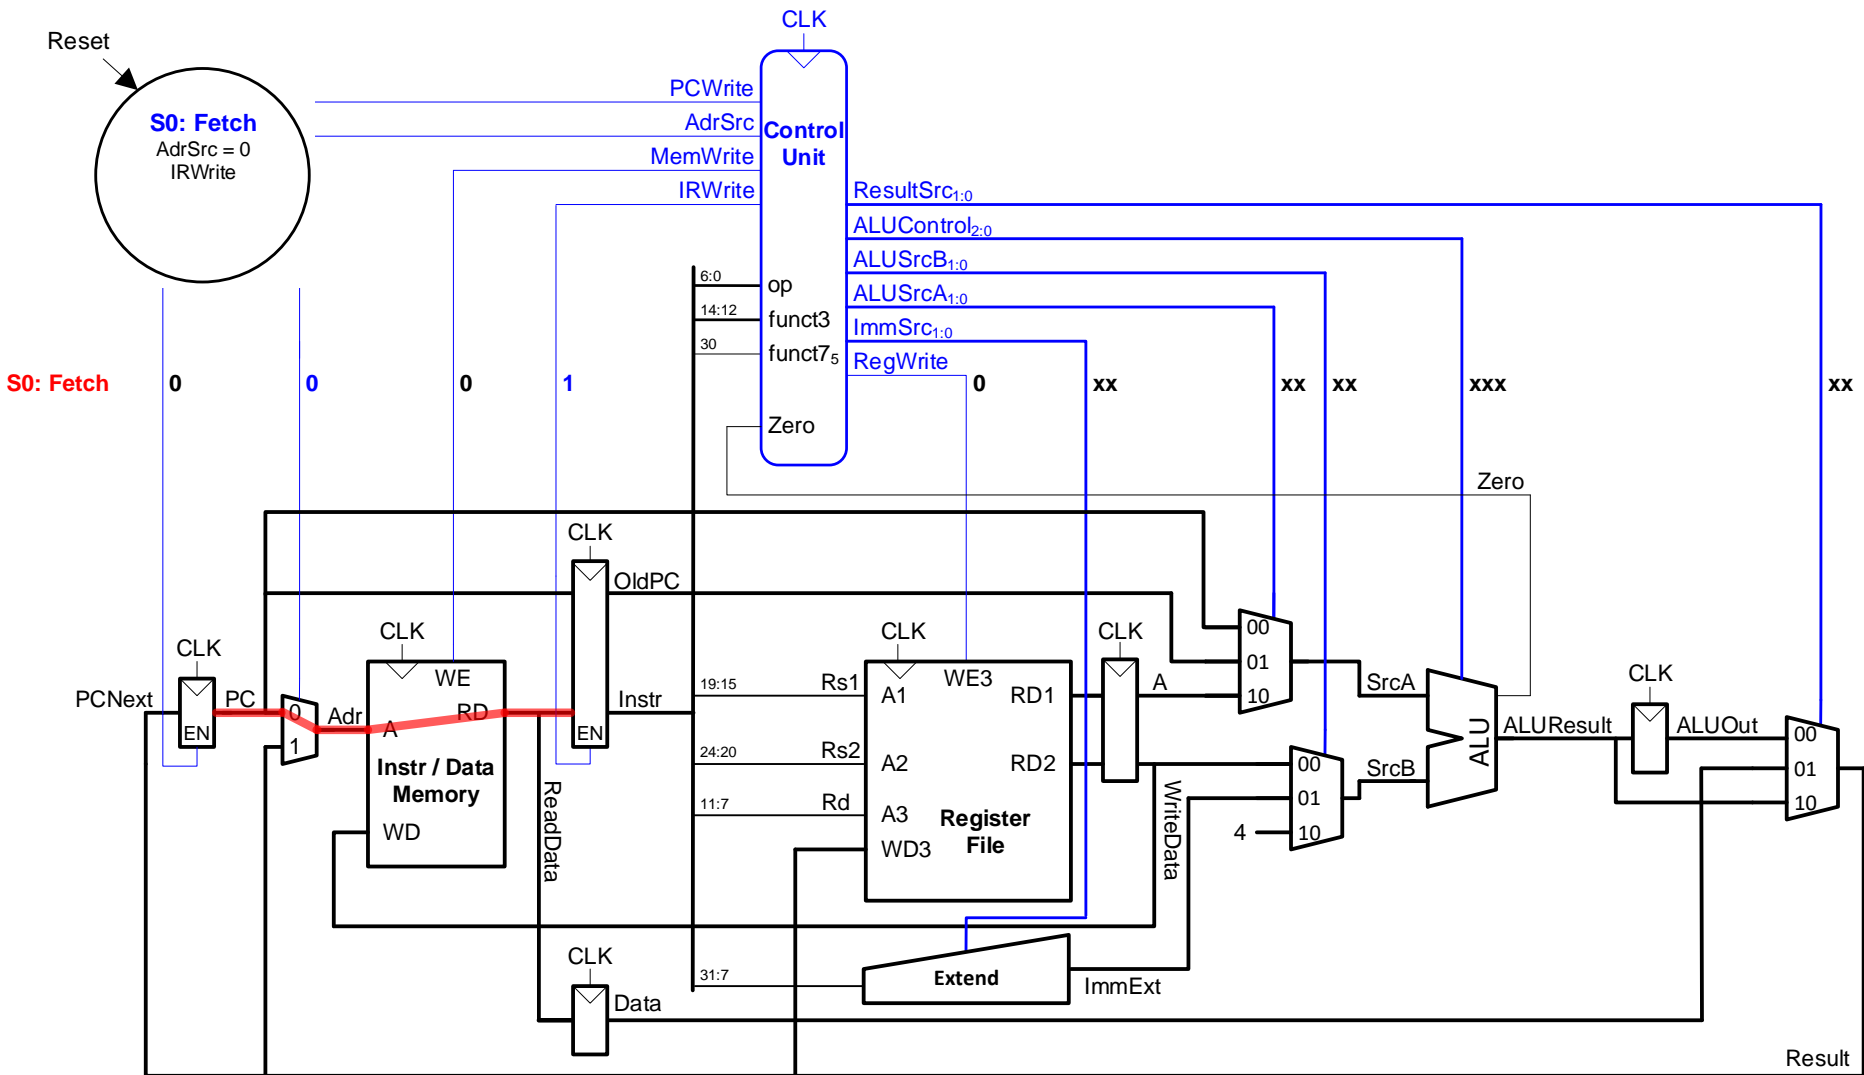 CLK
Reset
PCWrite
S0: Fetch
AdrSrc = 0
IRWrite
AdrSrc
Control
Unit
MemWrite
IRWrite
ResultSrc1:0
ALUControl2:0
ALUSrcB1:0
6:0
op
ALUSrcA1:0
14:12
funct3
ImmSrc1:0
30
funct75
RegWrite
S0: Fetch
0
0
0
1
0
xx
xx
xx
xxx
xx
Zero
Zero
CLK
OldPC
CLK
CLK
CLK
CLK
CLK
PCNext
PC
EN
0
1
Adr
WE
A
RD
Instr / Data
Memory
WD
EN
Instr
ReadData
19:15
Rs1
A1
WE3
RD1
24:20
Rs2
A2
RD2
11:7
Rd
A3
WD3
Register
File
A
WriteData
00
01
10
SrcA
00
01
4
10
SrcB
ALU
ALUResult
ALUOut
00
01
10
CLK
Data
31:7
Extend
ImmExt
Result